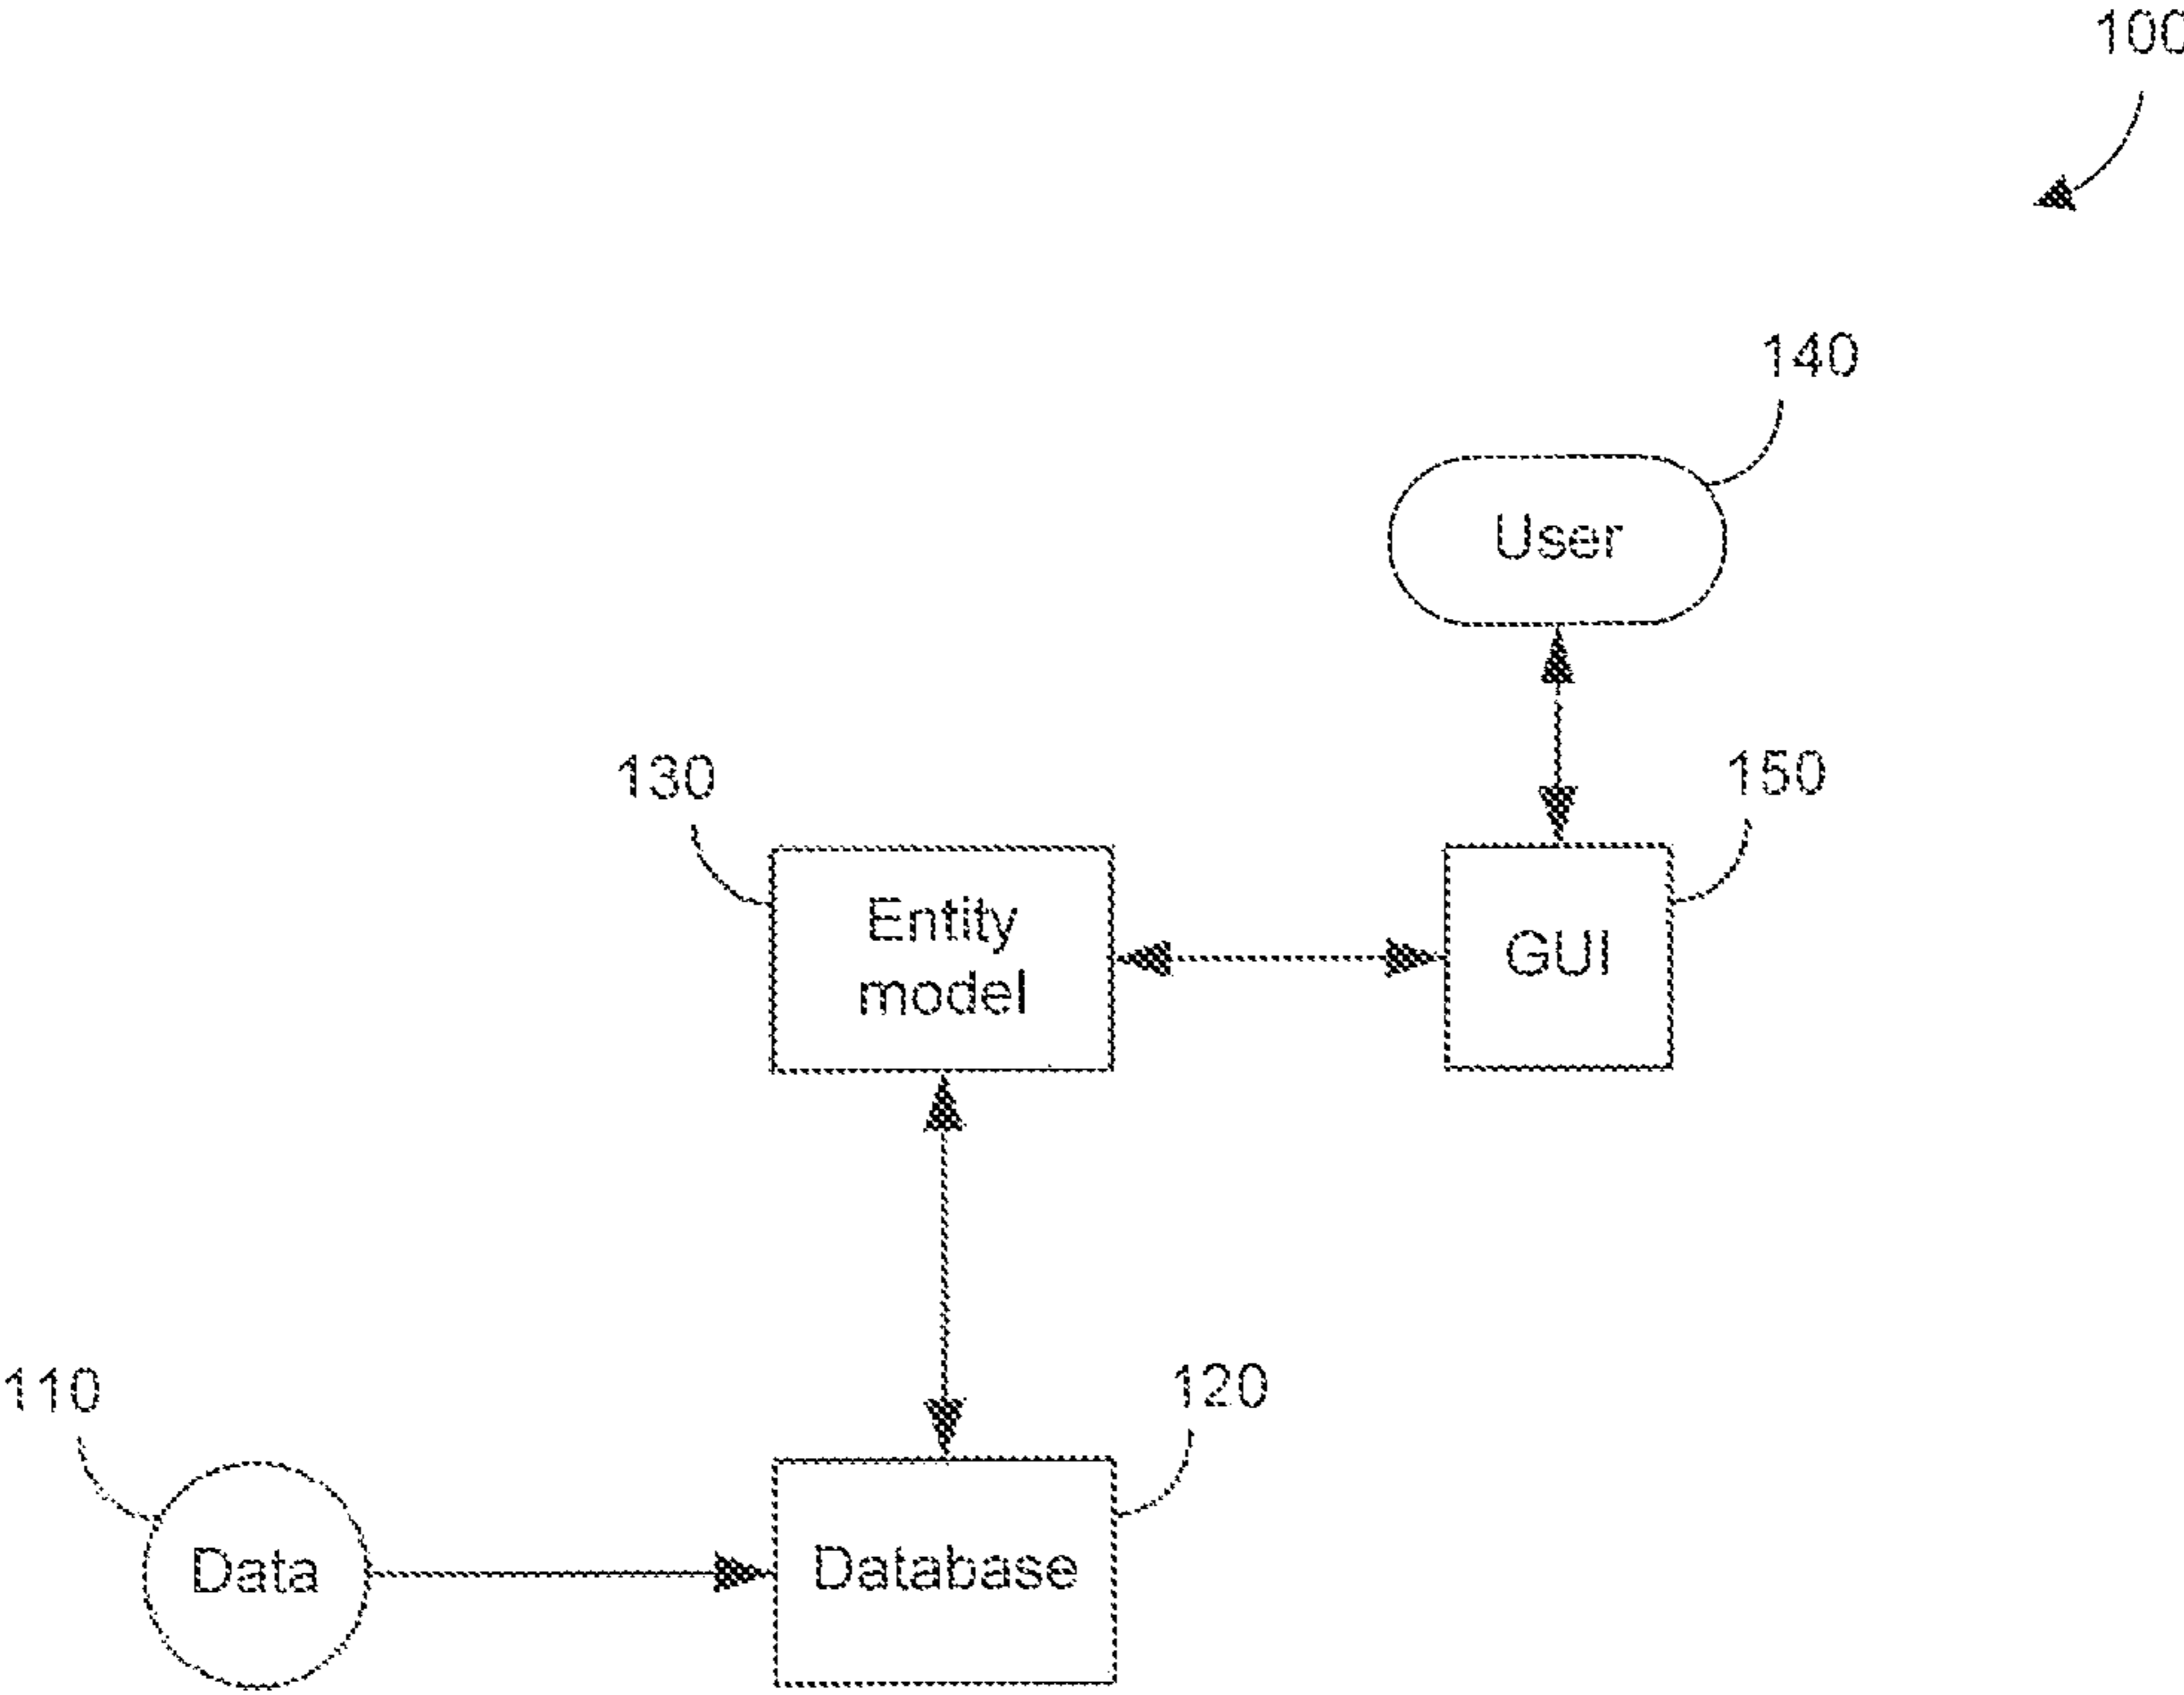 100
140
User
130
150
Entity
model
GUI
110
120
Data
Database